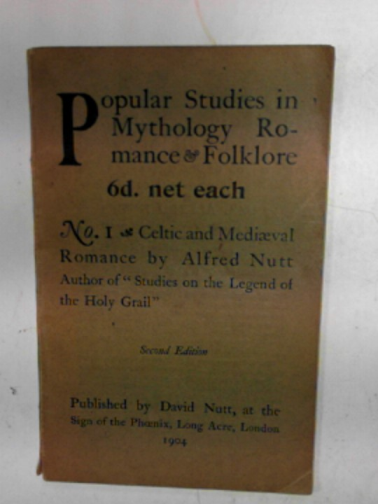 Popular Studies in
Mythology Ro-
mance & Folklore
6d. net each
No. 1 Celtic and Mediæval
Romance by Alfred Nutt
Author of "Studies on the Legend of
the Holy Grail"
Second Edition
Published by David Nutt, at the
Sign of the Phœnix, Long Acre, London
1904